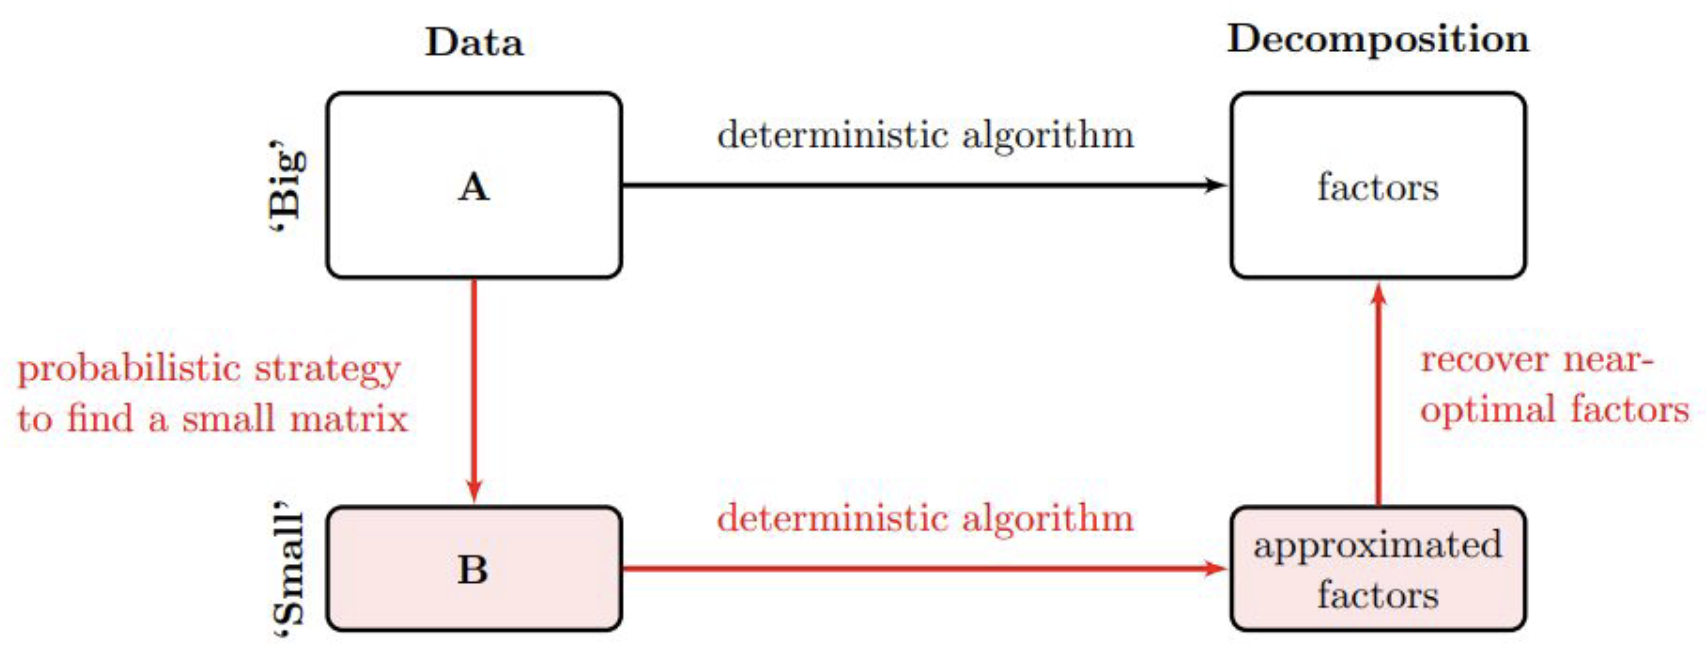 Data
Decomposition
‘Big’
A
deterministic algorithm
factors
probabilistic strategy
to find a small matrix
recover near-
optimal factors
‘Small’
B
deterministic algorithm
approximated
factors